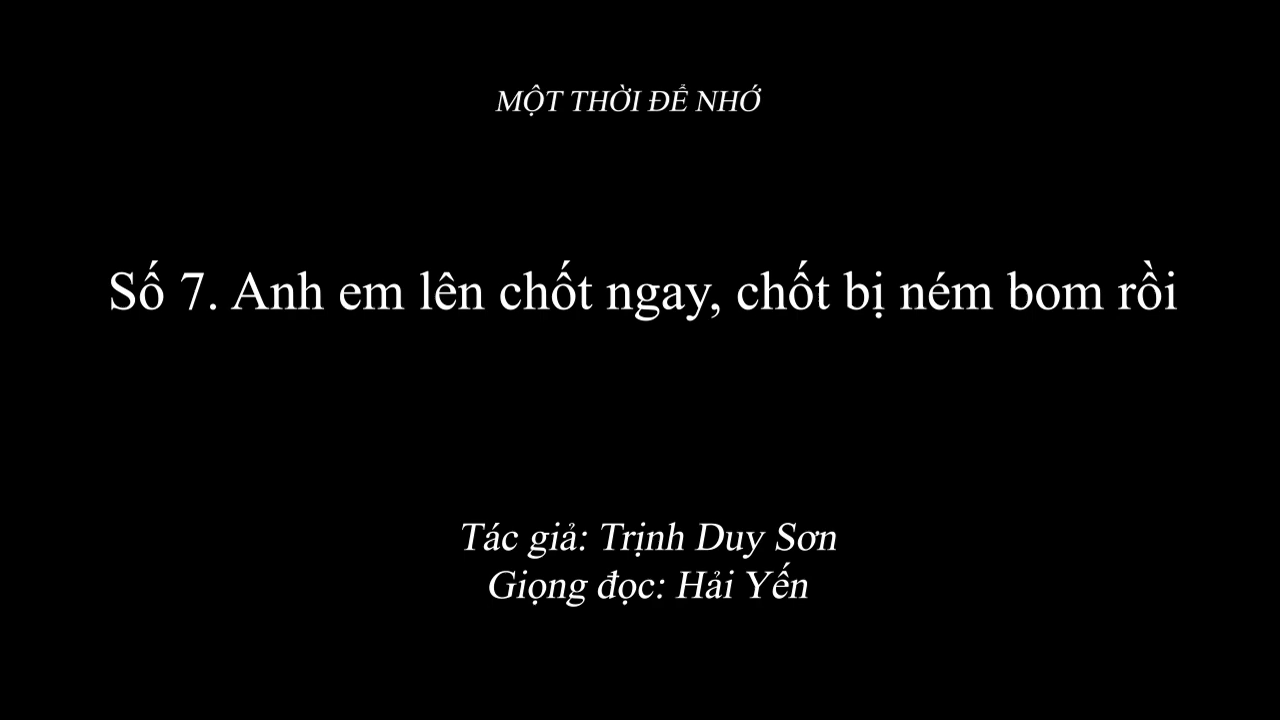 MỘT THỜI ĐỂ NHỚ
Số 7. Anh em lên chốt ngay, chốt bị ném bom rồi
Tác giả: Trịnh Duy Sơn
Giọng đọc: Hải Yến